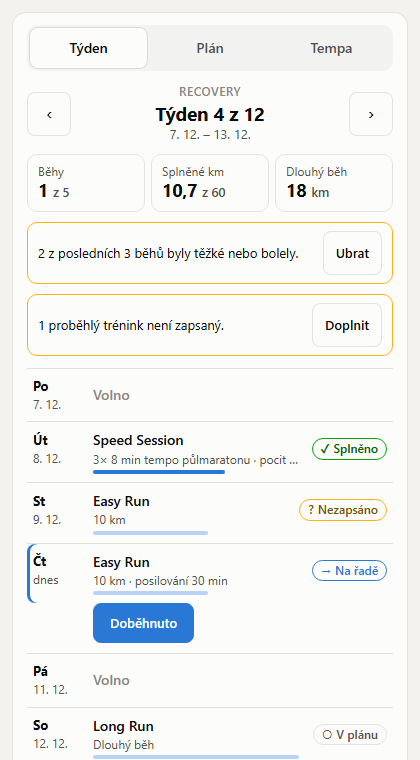 Týden
Plán
Tempa
RECOVERY
‹
Týden 4 z 12
›
7. 12. – 13. 12.
Běhy
1 z 5
Splněné km
10,7 z 60
Dlouhý běh
18 km
2 z posledních 3 běhů byly těžké nebo bolely.
Ubrat
1 proběhlý trénink není zapsaný.
Doplnit
Po
7. 12.
Volno
Út
8. 12.
Speed Session
3× 8 min tempo půlmaratonu · pocit ...
✓ Splněno
St
9. 12.
Easy Run
10 km
? Nezapsáno
Čt
dnes
Easy Run
10 km · posilování 30 min
→ Na řadě
Doběhnuto
Pá
11. 12.
Volno
So
12. 12.
Long Run
Dlouhý běh
○ V plánu